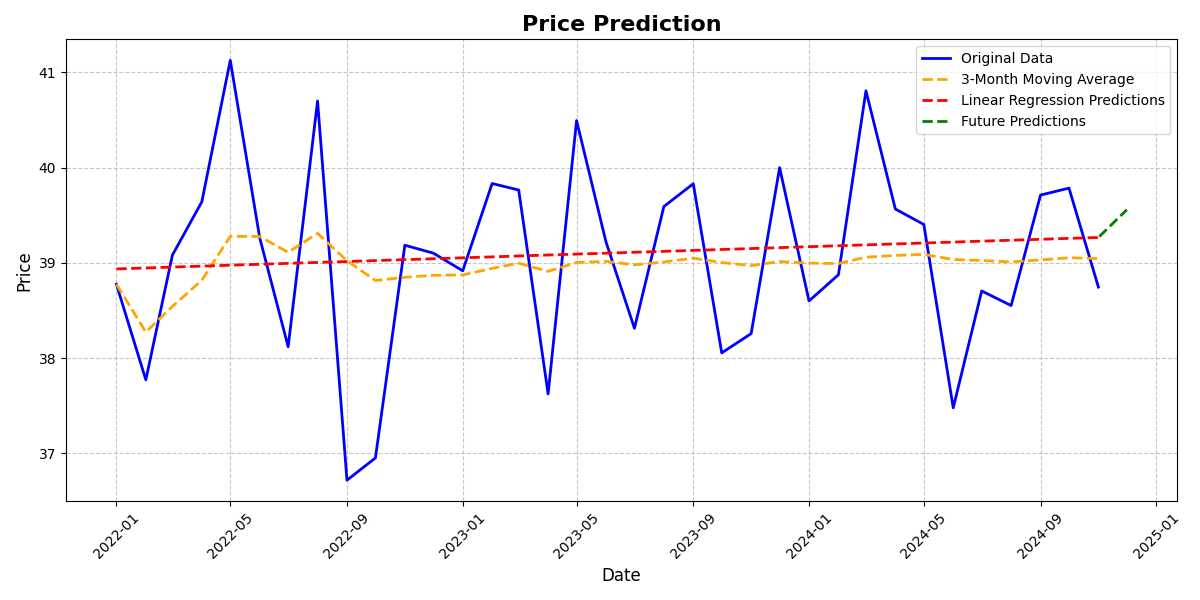 Price Prediction
Original Data
3-Month Moving Average
Linear Regression Predictions
Future Predictions
41
40
39
38
37
Price
2022-01
2022-05
2022-09
2023-01
2023-05
2023-09
2024-01
2024-05
2024-09
2025-01
Date